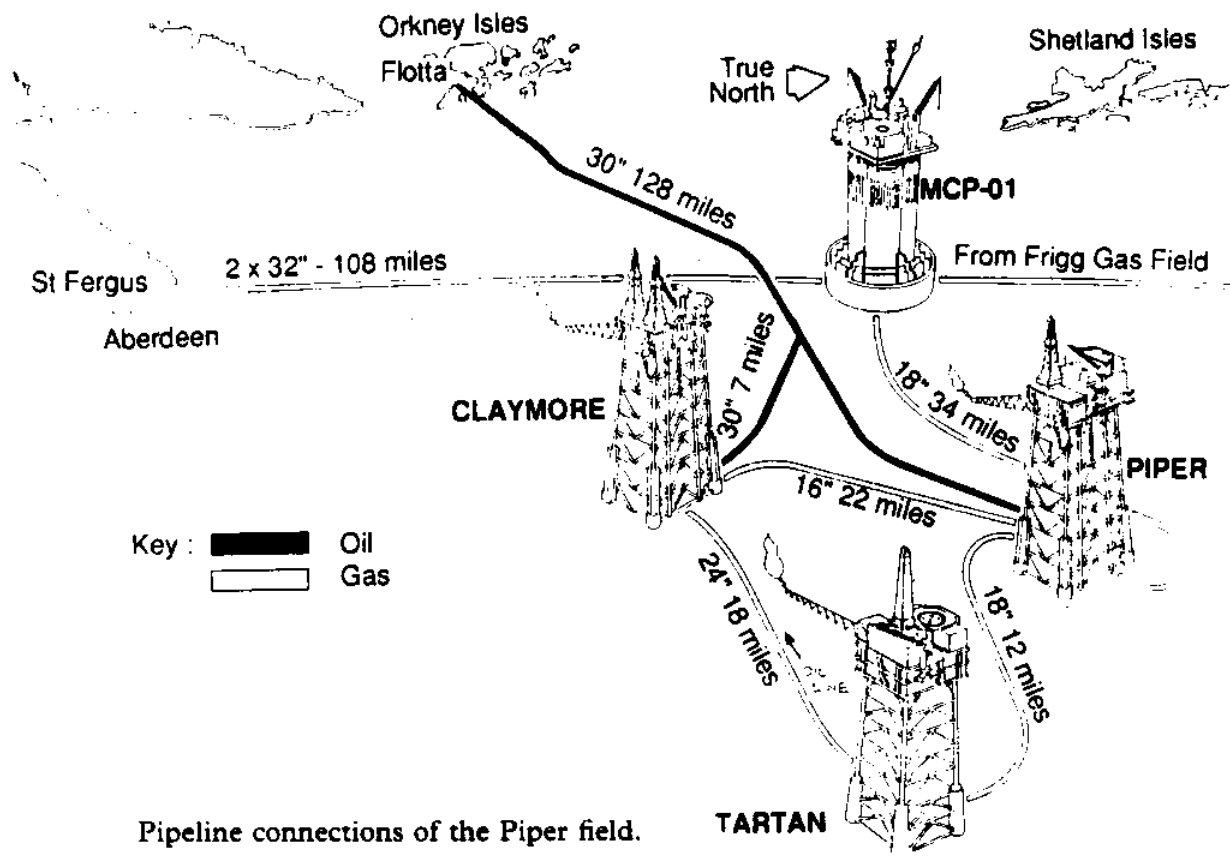 Orkney Isles
Flotta
True
North
Shetland Isles
30" 128 miles
MCP-01
St Fergus
2 x 32" - 108 miles
From Frigg Gas Field
Aberdeen
CLAYMORE
30" 7 miles
18" 34 miles
PIPER
16" 22 miles
Key :
Oil
Gas
24" 18 miles
18" 12 miles
TARTAN
Pipeline connections of the Piper field.